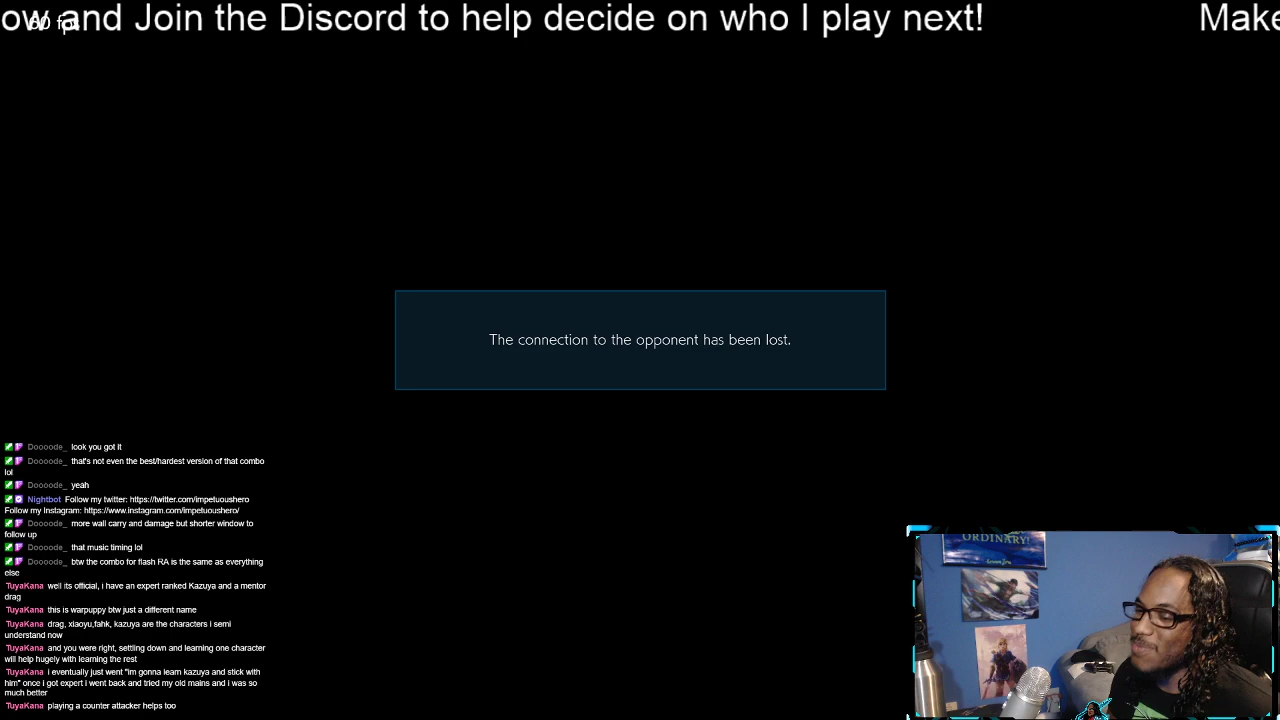 ow and Join the Discord to help decide on who I play next!
Make
60 fps
The connection to the opponent has been lost.
Doooode_ look you got it
Doooode_ that's not even the best/hardest version of that combo
lol
Doooode_ yeah
Nightbot Follow my twitter: https://twitter.com/impetuoushero
Follow my Instagram: https://www.instagram.com/impetuoushero/
Doooode_ more wall carry and damage but shorter window to
follow up
Doooode_ that music timing lol
Doooode_ btw the combo for flash RA is the same as everything
else
TuyaKana well its official, i have an expert ranked Kazuya and a mentor
drag
TuyaKana this is warpuppy btw just a different name
TuyaKana drag, xiaoyu,fahk, kazuya are the characters i semi
understand now
TuyaKana and you were right, settling down and learning one character
will help hugely with learning the rest
TuyaKana i eventually just went "im gonna learn kazuya and stick with
him" once i got expert i went back and tried my old mains and i was so
much better
TuyaKana playing a counter attacker helps too
ORDINARY!